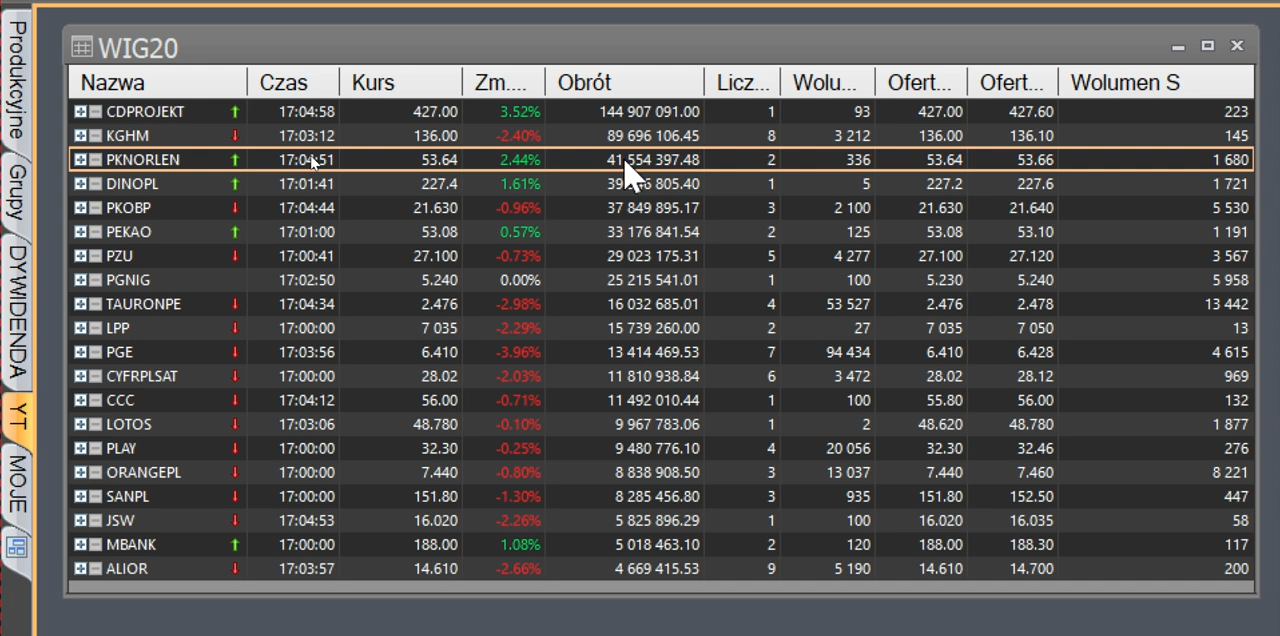 WIG20
Nazwa Czas Kurs Zm.... Obrót Licz... Wolu... Ofert... Ofert... Wolumen S
CDPROJEKT 17:04:58 427.00 3.52% 144 907 091.00 1 93 427.00 427.60 223
KGHM 17:03:12 136.00 -2.40% 89 696 106.45 8 3 212 136.00 136.10 145
PKNORLEN 17:04:51 53.64 2.44% 41 554 397.48 2 336 53.64 53.66 1 680
DINOPL 17:01:41 227.4 1.61% 805.40 1 5 227.2 227.6 1 721
PKOBP 17:04:44 21.630 -0.96% 37 849 895.17 3 2 100 21.630 21.640 5 530
PEKAO 17:01:00 53.08 0.57% 33 176 841.54 2 125 53.08 53.10 1 191
PZU 17:00:41 27.100 -0.73% 29 023 175.31 5 4 277 27.100 27.120 3 567
PGNIG 17:02:50 5.240 0.00% 25 215 541.01 1 100 5.230 5.240 5 958
TAURONPE 17:04:34 2.476 -2.98% 16 032 685.01 4 53 527 2.476 2.478 13 442
LPP 17:00:00 7 035 -2.29% 15 739 260.00 2 27 7 035 7 050 13
PGE 17:03:56 6.410 -3.96% 13 414 469.53 7 94 434 6.410 6.428 4 615
CYFRPLSAT 17:00:00 28.02 -2.03% 11 810 938.84 6 3 472 28.02 28.12 969
CCC 17:04:12 56.00 -0.71% 11 492 010.44 1 100 55.80 56.00 132
LOTOS 17:03:06 48.780 -0.10% 9 967 783.06 1 2 48.620 48.780 1 877
PLAY 17:00:00 32.30 -0.25% 9 480 776.10 4 20 056 32.30 32.46 276
ORANGEPL 17:00:00 7.440 -0.80% 8 838 908.50 3 13 037 7.440 7.460 8 221
SANPL 17:00:00 151.80 -1.30% 8 285 456.80 3 935 151.80 152.50 447
JSW 17:04:53 16.020 -2.26% 5 825 896.29 1 100 16.020 16.035 58
MBANK 17:00:00 188.00 1.08% 5 018 463.10 2 120 188.00 188.30 117
ALIOR 17:03:57 14.610 -2.66% 4 669 415.53 9 5 190 14.610 14.700 200
Produkcyjne
Grupy
DYWIDENDA
YT
MOJE